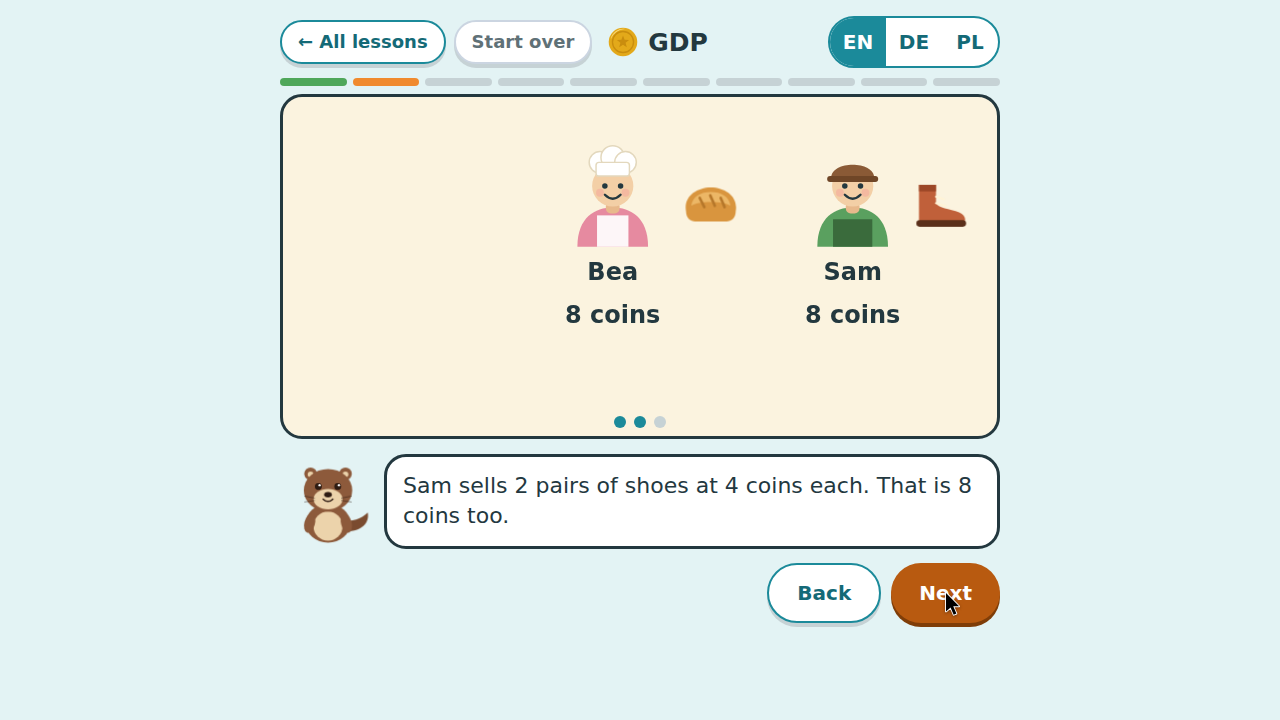 ← All lessons
Start over
GDP
EN DE PL
Bea
8 coins
Sam
8 coins
Sam sells 2 pairs of shoes at 4 coins each. That is 8
coins too.
Back
Next